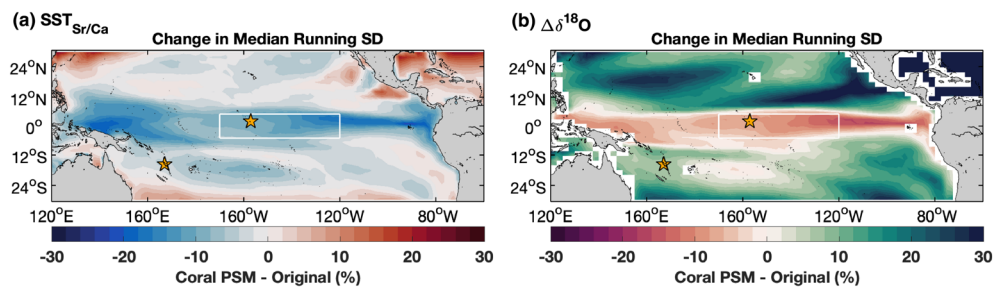 (a) SST_Sr/Ca
Change in Median Running SD
24°N
12°N
0°
12°S
24°S
120°E 160°E 160°W 120°W 80°W
-30 -20 -10 0 10 20 30
Coral PSM - Original (%)
(b) Δδ¹⁸O
Change in Median Running SD
24°N
12°N
0°
12°S
24°S
120°E 160°E 160°W 120°W 80°W
-30 -20 -10 0 10 20 30
Coral PSM - Original (%)